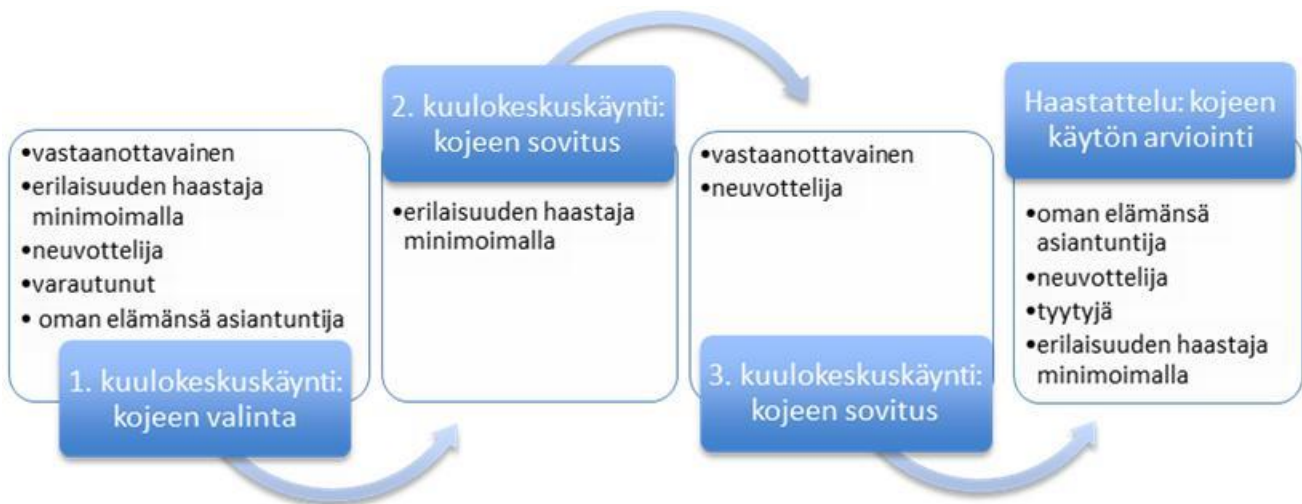 •vastaanottavainen
•erilaisuuden haastaja
minimoimalla
•neuvottelija
•varautunut
• oman elämänsä asiantuntija
1. kuulokeskuskäynti:
kojeen valinta
2. kuulokeskuskäynti:
kojeen sovitus
•erilaisuuden haastaja
minimoimalla
•vastaanottavainen
•neuvottelija
3. kuulokeskuskäynti:
kojeen sovitus
Haastattelu: kojeen
käytön arviointi
•oman elämänsä
asiantuntija
•neuvottelija
•tyytyjä
•erilaisuuden haastaja
minimoimalla